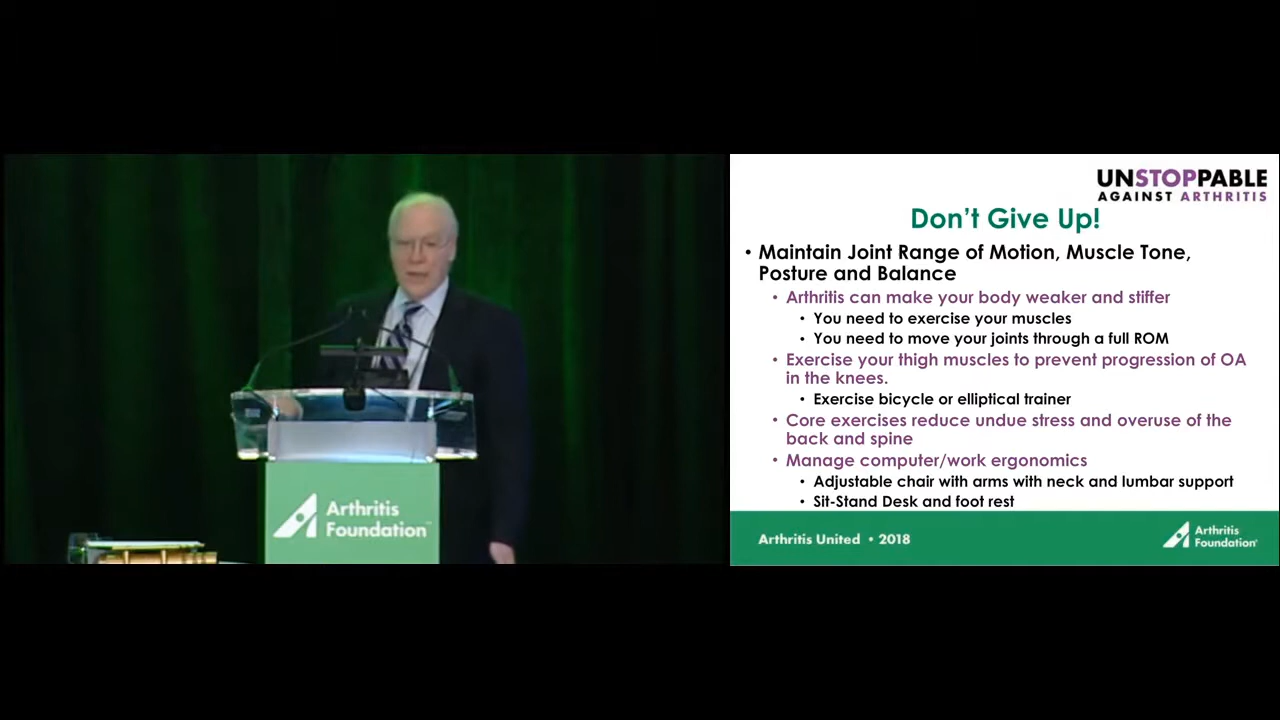 Arthritis
Foundation™
UNSTOPPABLE
AGAINST ARTHRITIS
Don't Give Up!
• Maintain Joint Range of Motion, Muscle Tone,
Posture and Balance
• Arthritis can make your body weaker and stiffer
• You need to exercise your muscles
• You need to move your joints through a full ROM
• Exercise your thigh muscles to prevent progression of OA
in the knees.
• Exercise bicycle or elliptical trainer
• Core exercises reduce undue stress and overuse of the
back and spine
• Manage computer/work ergonomics
• Adjustable chair with arms with neck and lumbar support
• Sit-Stand Desk and foot rest
Arthritis United • 2018
Arthritis
Foundation®